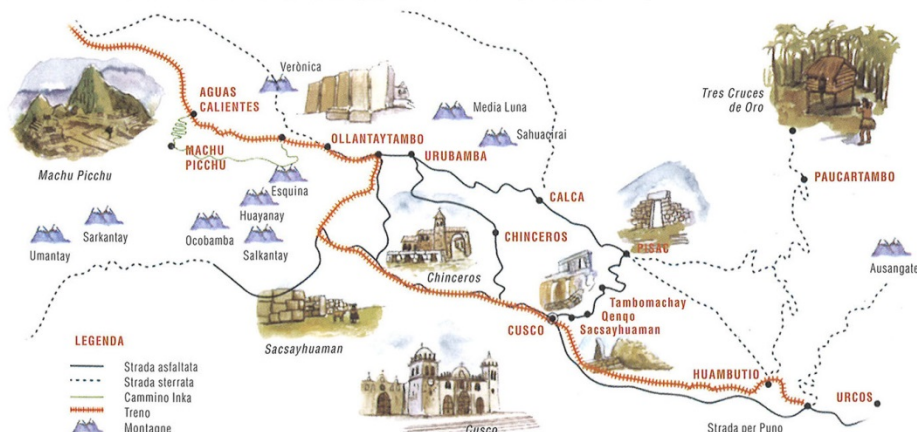 Verònica
AGUAS
CALIENTES
Media Luna
Tres Cruces
de Oro
Sahuacirai
OLLANTAYTAMBO
URUBAMBA
MACHU
PICCHU
Machu Picchu
PAUCARTAMBO
Esquina
CALCA
Huayanay
PISAC
Sarkantay
Ocobamba
CHINCEROS
Umantay
Salkantay
Chinceros
Ausangate
Tambomachay
Qenqo
CUSCO
Sacsayhuaman
LEGENDA
Sacsayhuaman
Strada asfaltata
Strada sterrata
Cammino Inka
Treno
Montagne
HUAMBUTIO
URCOS
Cusco
Strada per Puno